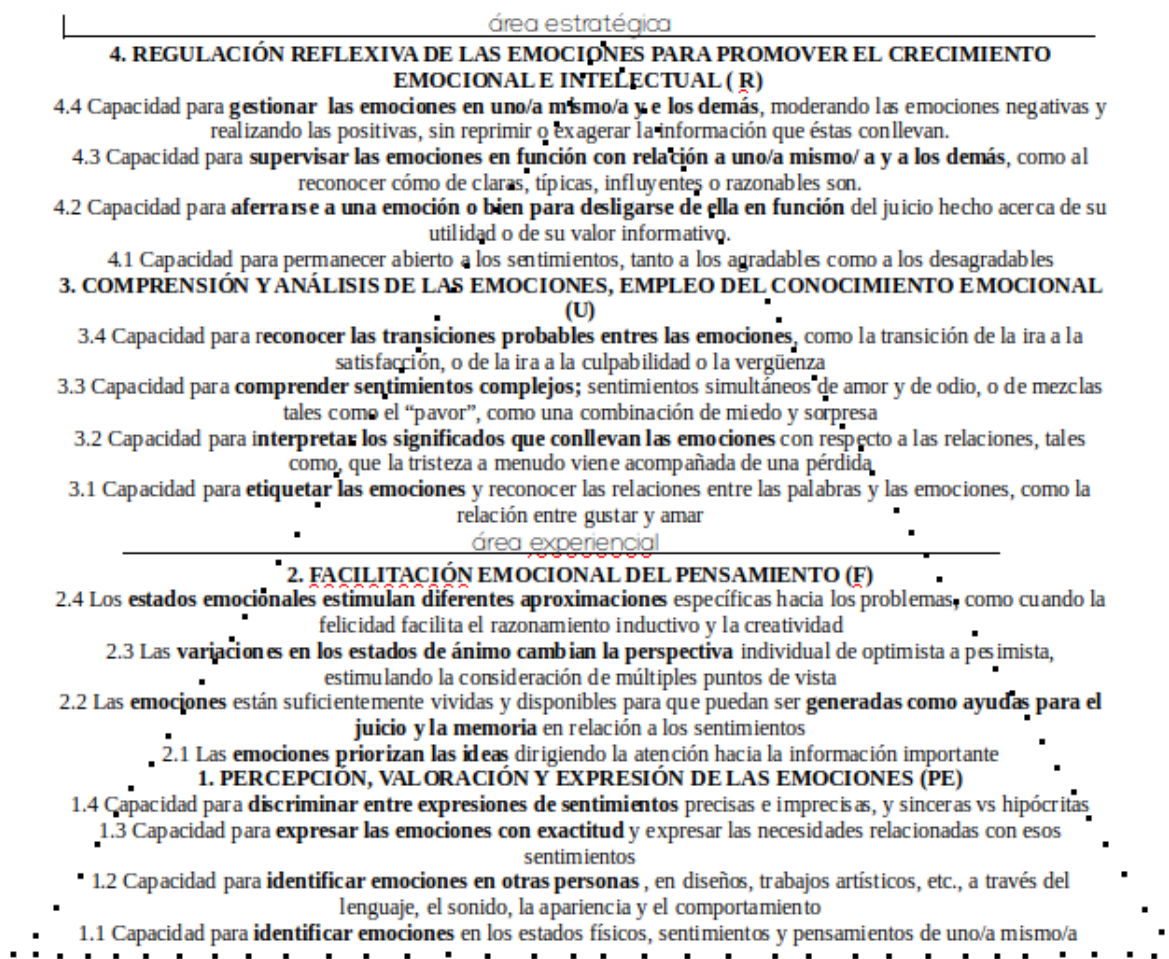 área estratégica
4. REGULACIÓN REFLEXIVA DE LAS EMOCIONES PARA PROMOVER EL CRECIMIENTO
EMOCIONAL E INTELECTUAL ( R)
4.4 Capacidad para gestionar las emociones en uno/a mismo/a y e los demás, moderando las emociones negativas y
realizando las positivas, sin reprimir o exagerar la información que éstas conllevan.
4.3 Capacidad para supervisar las emociones en función con relación a uno/a mismo/ a y a los demás, como al
reconocer cómo de claras, típicas, influyentes o razonables son.
4.2 Capacidad para aferrarse a una emoción o bien para desligarse de ella en función del juicio hecho acerca de su
utilidad o de su valor informativo.
4.1 Capacidad para permanecer abierto a los sentimientos, tanto a los agradables como a los desagradables
3. COMPRENSIÓN Y ANÁLISIS DE LAS EMOCIONES, EMPLEO DEL CONOCIMIENTO EMOCIONAL
(U)
3.4 Capacidad para reconocer las transiciones probables entres las emociones, como la transición de la ira a la
satisfacción, o de la ira a la culpabilidad o la vergüenza
3.3 Capacidad para comprender sentimientos complejos; sentimientos simultáneos de amor y de odio, o de mezclas
tales como el “pavor”, como una combinación de miedo y sorpresa
3.2 Capacidad para interpretar los significados que conllevan las emociones con respecto a las relaciones, tales
como, que la tristeza a menudo viene acompañada de una pérdida
3.1 Capacidad para etiquetar las emociones y reconocer las relaciones entre las palabras y las emociones, como la
relación entre gustar y amar
área experiencial
2. FACILITACIÓN EMOCIONAL DEL PENSAMIENTO (F)
2.4 Los estados emocionales estimulan diferentes aproximaciones específicas hacia los problemas, como cuando la
felicidad facilita el razonamiento inductivo y la creatividad
2.3 Las variaciones en los estados de ánimo cambian la perspectiva individual de optimista a pesimista,
estimulando la consideración de múltiples puntos de vista
2.2 Las emociones están suficientemente vividas y disponibles para que puedan ser generadas como ayudas para el
juicio y la memoria en relación a los sentimientos
2.1 Las emociones priorizan las ideas dirigiendo la atención hacia la información importante
1. PERCEPCIÓN, VALORACIÓN Y EXPRESIÓN DE LAS EMOCIONES (PE)
1.4 Capacidad para discriminar entre expresiones de sentimientos precisas e imprecisas, y sinceras vs hipócritas
1.3 Capacidad para expresar las emociones con exactitud y expresar las necesidades relacionadas con esos
sentimientos
1.2 Capacidad para identificar emociones en otras personas , en diseños, trabajos artísticos, etc., a través del
lenguaje, el sonido, la apariencia y el comportamiento
1.1 Capacidad para identificar emociones en los estados físicos, sentimientos y pensamientos de uno/a mismo/a